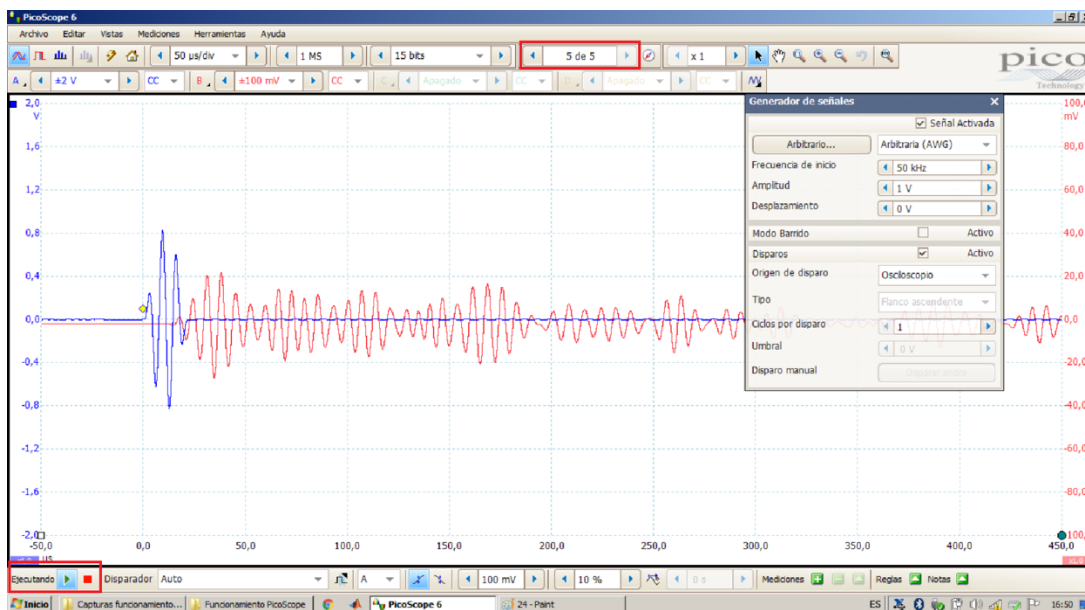 PicoScope 6
Archivo Editar Vistas Mediciones Herramientas Ayuda
50 µs/div 1 MS 15 bits 5 de 5 x 1
pico
Technology
A ±2 V CC B ±100 mV CC C Apagado CC D Apagado CC
Generador de señales
Señal Activada
Arbitrario... Arbitraria (AWG)
Frecuencia de inicio 50 kHz
Amplitud 1 V
Desplazamiento 0 V
Modo Barrido Activo
Disparos Activo
Origen de disparo Osciloscopio
Tipo Flanco ascendente
Ciclos por disparo 1
Umbral 0 V
Disparo manual Disparar ahora
2,0 100,0
V mV
1,6 80,0
1,2 60,0
0,8 40,0
0,4 20,0
0,0 0,0
-0,4 -20,0
-0,8 -40,0
-1,2 -60,0
-1,6 -80,0
-2,0 -100,
-50,0 0,0 50,0 100,0 150,0 200,0 250,0 300,0 350,0 400,0 450,0
µs
Ejecutando Disparador Auto A 100 mV 10 % 0 s Mediciones Reglas Notas
Inicio Capturas funcionamiento... Funcionamiento PicoScope PicoScope 6 24 - Paint ES 16:50